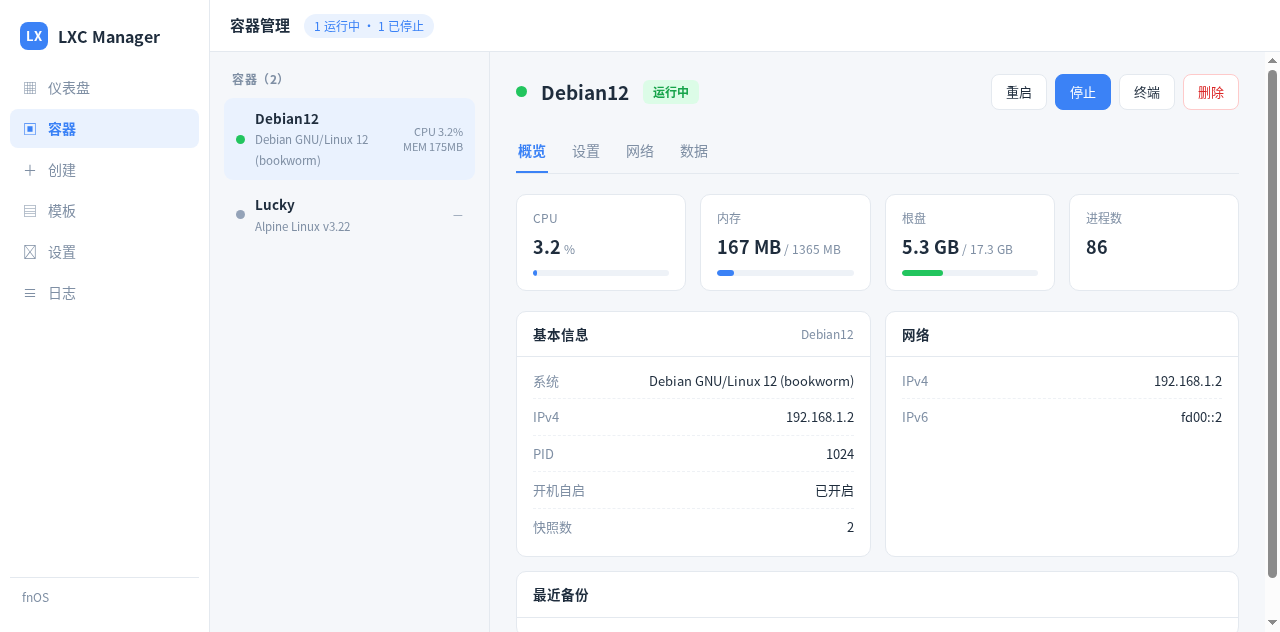 LX
LXC Manager
仪表盘
容器
创建
模板
设置
日志
fnOS
容器管理
1 运行中 · 1 已停止
容器（2）
Debian12
Debian GNU/Linux 12
(bookworm)
CPU 3.2%
MEM 175MB
Lucky
Alpine Linux v3.22
—
Debian12
运行中
重启
停止
终端
删除
概览
设置
网络
数据
CPU
3.2 %
内存
167 MB / 1365 MB
根盘
5.3 GB / 17.3 GB
进程数
86
基本信息
Debian12
系统
Debian GNU/Linux 12 (bookworm)
IPv4
192.168.1.2
PID
1024
开机自启
已开启
快照数
2
网络
IPv4
192.168.1.2
IPv6
fd00::2
最近备份